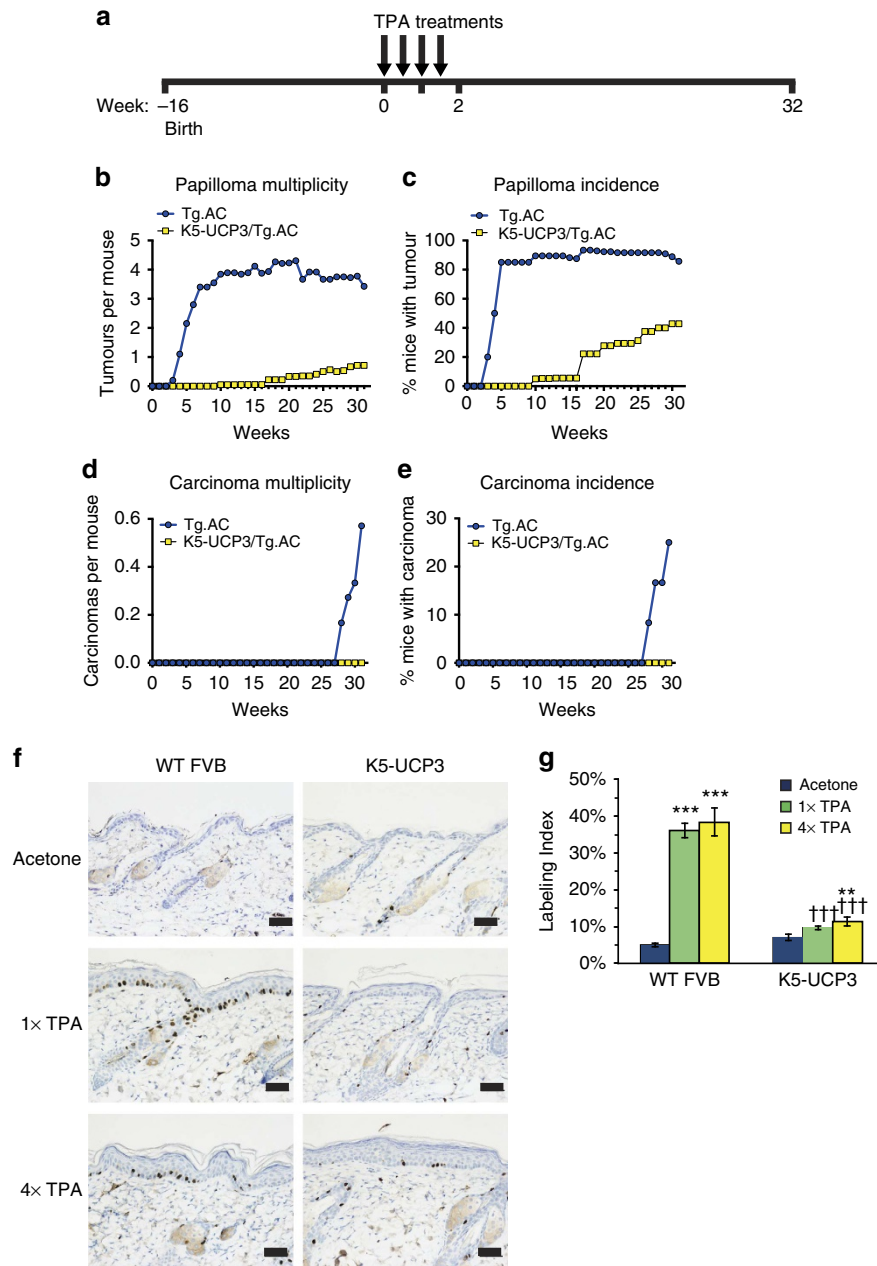 a
TPA treatments
Week: –16 0 2 32
Birth
b
Papilloma multiplicity
Tg.AC
K5-UCP3/Tg.AC
Tumours per mouse
5
4
3
2
1
0
0 5 10 15 20 25 30
Weeks
c
Papilloma incidence
Tg.AC
K5-UCP3/Tg.AC
% mice with tumour
100
80
60
40
20
0
0 5 10 15 20 25 30
Weeks
d
Carcinoma multiplicity
Tg.AC
K5-UCP3/Tg.AC
Carcinomas per mouse
0.6
0.4
0.2
0.0
0 5 10 15 20 25 30
Weeks
e
Carcinoma incidence
Tg.AC
K5-UCP3/Tg.AC
% mice with carcinoma
30
20
10
0
0 5 10 15 20 25 30
Weeks
f
WT FVB K5-UCP3
Acetone
1× TPA
4× TPA
g
Labeling Index
50%
40%
30%
20%
10%
0%
Acetone
1× TPA
4× TPA
*** ***
**
††† †††
WT FVB K5-UCP3